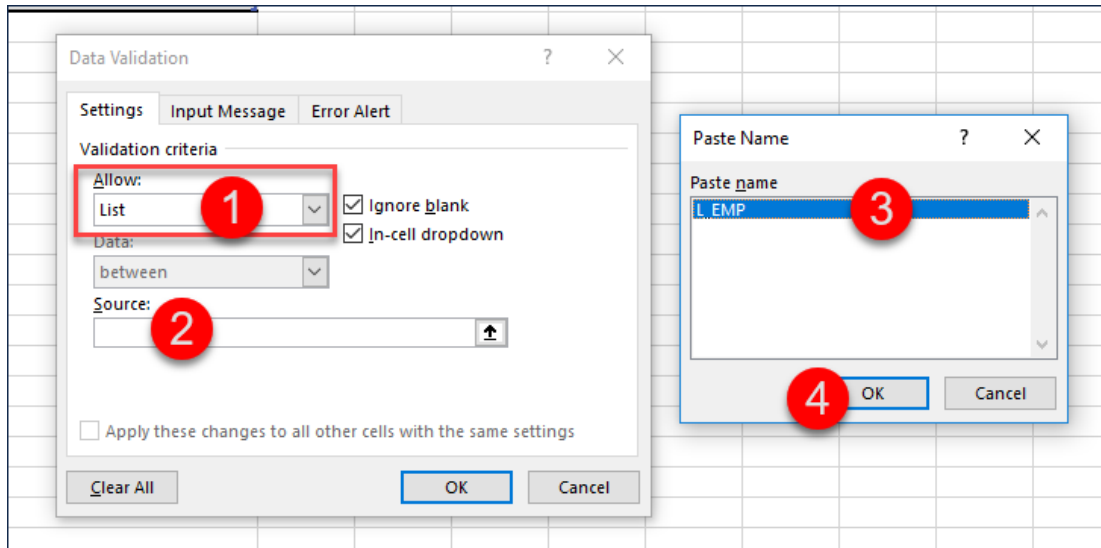 Data Validation ?
Settings Input Message Error Alert
Validation criteria
Allow:
List 1 Ignore blank
In-cell dropdown
Data:
between
Source:
2
Apply these changes to all other cells with the same settings
Clear All OK Cancel
Paste Name ?
Paste name
L_EMP 3
4 OK Cancel